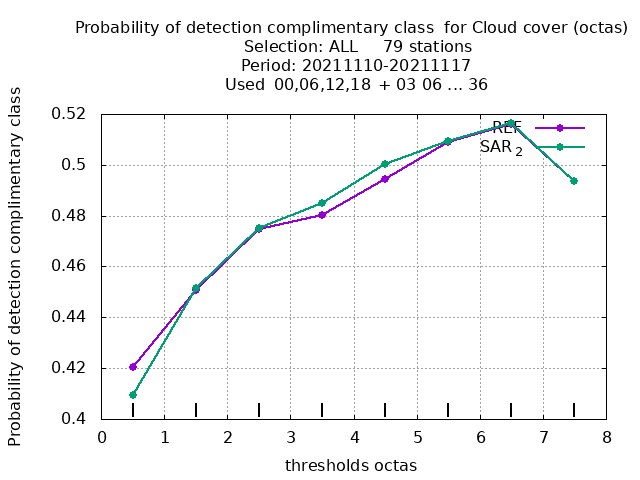 Probability of detection complimentary class  for Cloud cover (octas)
Selection: ALL     79 stations
Period: 20211110-20211117
Used  00,06,12,18  + 03 06 ... 36
Probability of detection complimentary class
0.52
0.5
0.48
0.46
0.44
0.42
0.4
REF
SAR 2
0 1 2 3 4 5 6 7 8
thresholds octas